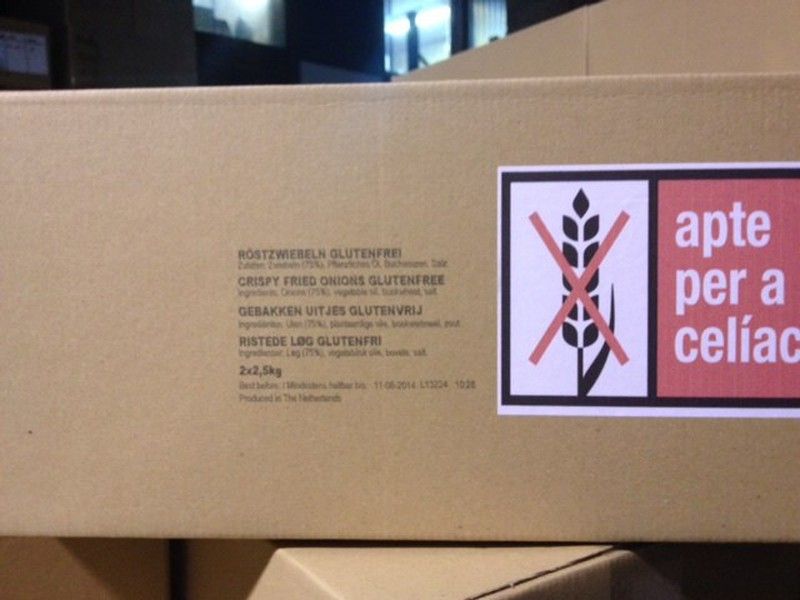 RÖSTZWIEBELN GLUTENFREI
Zutaten: Zwiebeln (75%), Pflanzliches Öl, Buchweizen, Salz
CRISPY FRIED ONIONS GLUTENFREE
Ingredients: Onions (75%), vegetable oil, buckwheat, salt
GEBAKKEN UITJES GLUTENVRIJ
Ingrediënten: Uien (75%), plantaardige olie, boekweitmeel, zout
RISTEDE LØG GLUTENFRI
Ingredienser: Løg (75%), vegetabilsk olie, salt
2x2,5kg
Best before: / Mindestens haltbar bis: 11-08-2014 L13224 10:28
Produced in The Netherlands
apte
per a
celíac